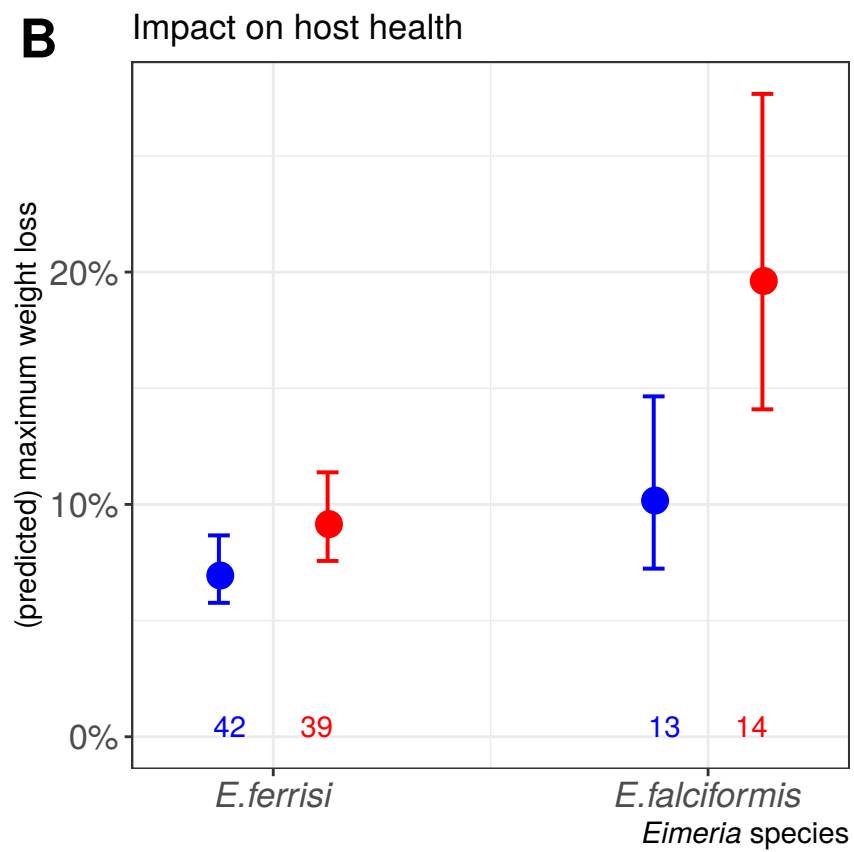 B
Impact on host health
(predicted) maximum weight loss
20%
10%
0%
42 39 13 14
E.ferrisi E.falciformis
Eimeria species